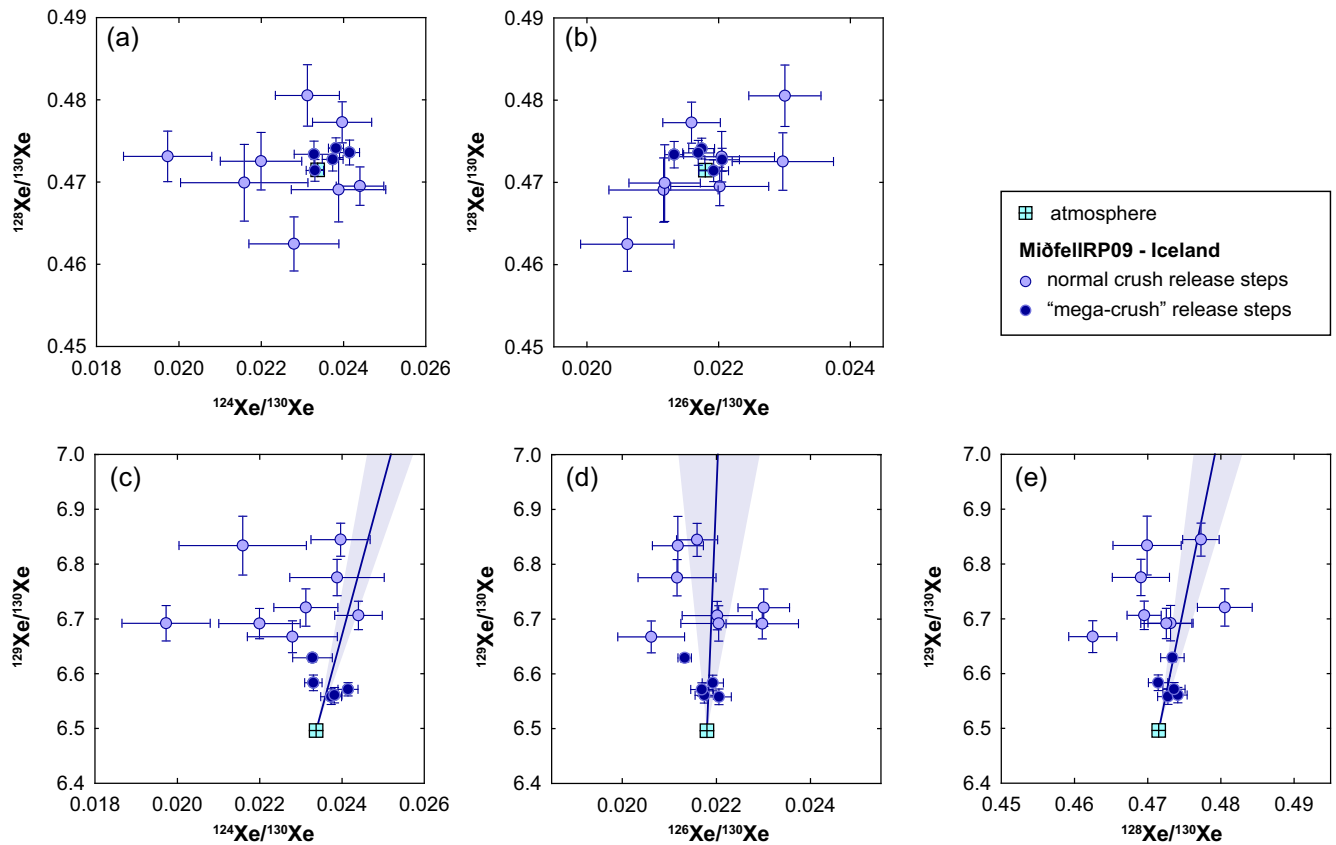 (a)
0.49
0.48
0.47
0.46
0.45
¹²⁸Xe/¹³⁰Xe
0.018 0.020 0.022 0.024 0.026
¹²⁴Xe/¹³⁰Xe
(b)
0.49
0.48
0.47
0.46
0.45
¹²⁸Xe/¹³⁰Xe
0.020 0.022 0.024
¹²⁶Xe/¹³⁰Xe
atmosphere
MiðfellRP09 - Iceland
normal crush release steps
“mega-crush” release steps
(c)
7.0
6.9
6.8
6.7
6.6
6.5
6.4
¹²⁹Xe/¹³⁰Xe
0.018 0.020 0.022 0.024 0.026
¹²⁴Xe/¹³⁰Xe
(d)
7.0
6.9
6.8
6.7
6.6
6.5
6.4
¹²⁹Xe/¹³⁰Xe
0.020 0.022 0.024
¹²⁶Xe/¹³⁰Xe
(e)
7.0
6.9
6.8
6.7
6.6
6.5
6.4
¹²⁹Xe/¹³⁰Xe
0.45 0.46 0.47 0.48 0.49
¹²⁸Xe/¹³⁰Xe